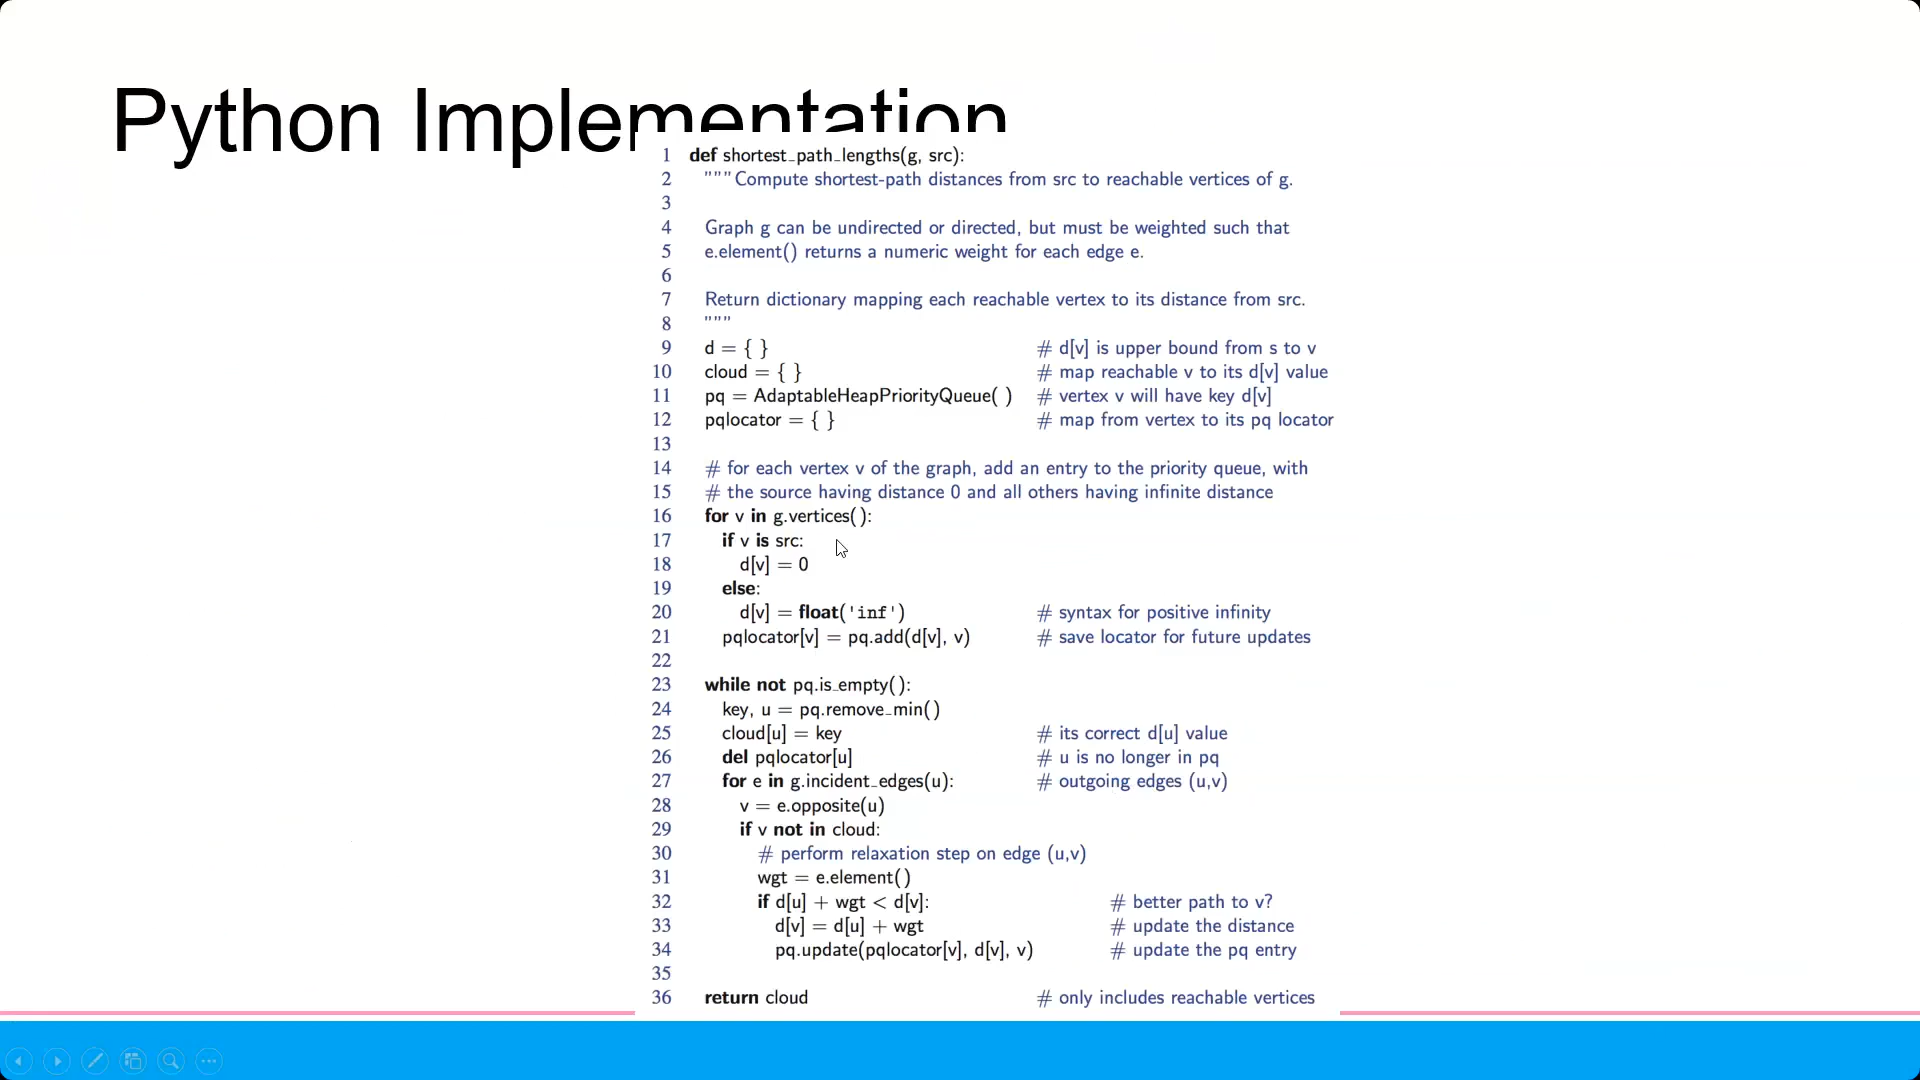 Python Implementation
1 def shortest_path_lengths(g, src):
2 """Compute shortest-path distances from src to reachable vertices of g.
3
4 Graph g can be undirected or directed, but must be weighted such that
5 e.element() returns a numeric weight for each edge e.
6
7 Return dictionary mapping each reachable vertex to its distance from src.
8 """
9 d = { } # d[v] is upper bound from s to v
10 cloud = { } # map reachable v to its d[v] value
11 pq = AdaptableHeapPriorityQueue( ) # vertex v will have key d[v]
12 pqlocator = { } # map from vertex to its pq locator
13
14 # for each vertex v of the graph, add an entry to the priority queue, with
15 # the source having distance 0 and all others having infinite distance
16 for v in g.vertices():
17 if v is src:
18 d[v] = 0
19 else:
20 d[v] = float('inf') # syntax for positive infinity
21 pqlocator[v] = pq.add(d[v], v) # save locator for future updates
22
23 while not pq.is_empty():
24 key, u = pq.remove_min()
25 cloud[u] = key # its correct d[u] value
26 del pqlocator[u] # u is no longer in pq
27 for e in g.incident_edges(u): # outgoing edges (u,v)
28 v = e.opposite(u)
29 if v not in cloud:
30 # perform relaxation step on edge (u,v)
31 wgt = e.element()
32 if d[u] + wgt < d[v]: # better path to v?
33 d[v] = d[u] + wgt # update the distance
34 pq.update(pqlocator[v], d[v], v) # update the pq entry
35
36 return cloud # only includes reachable vertices